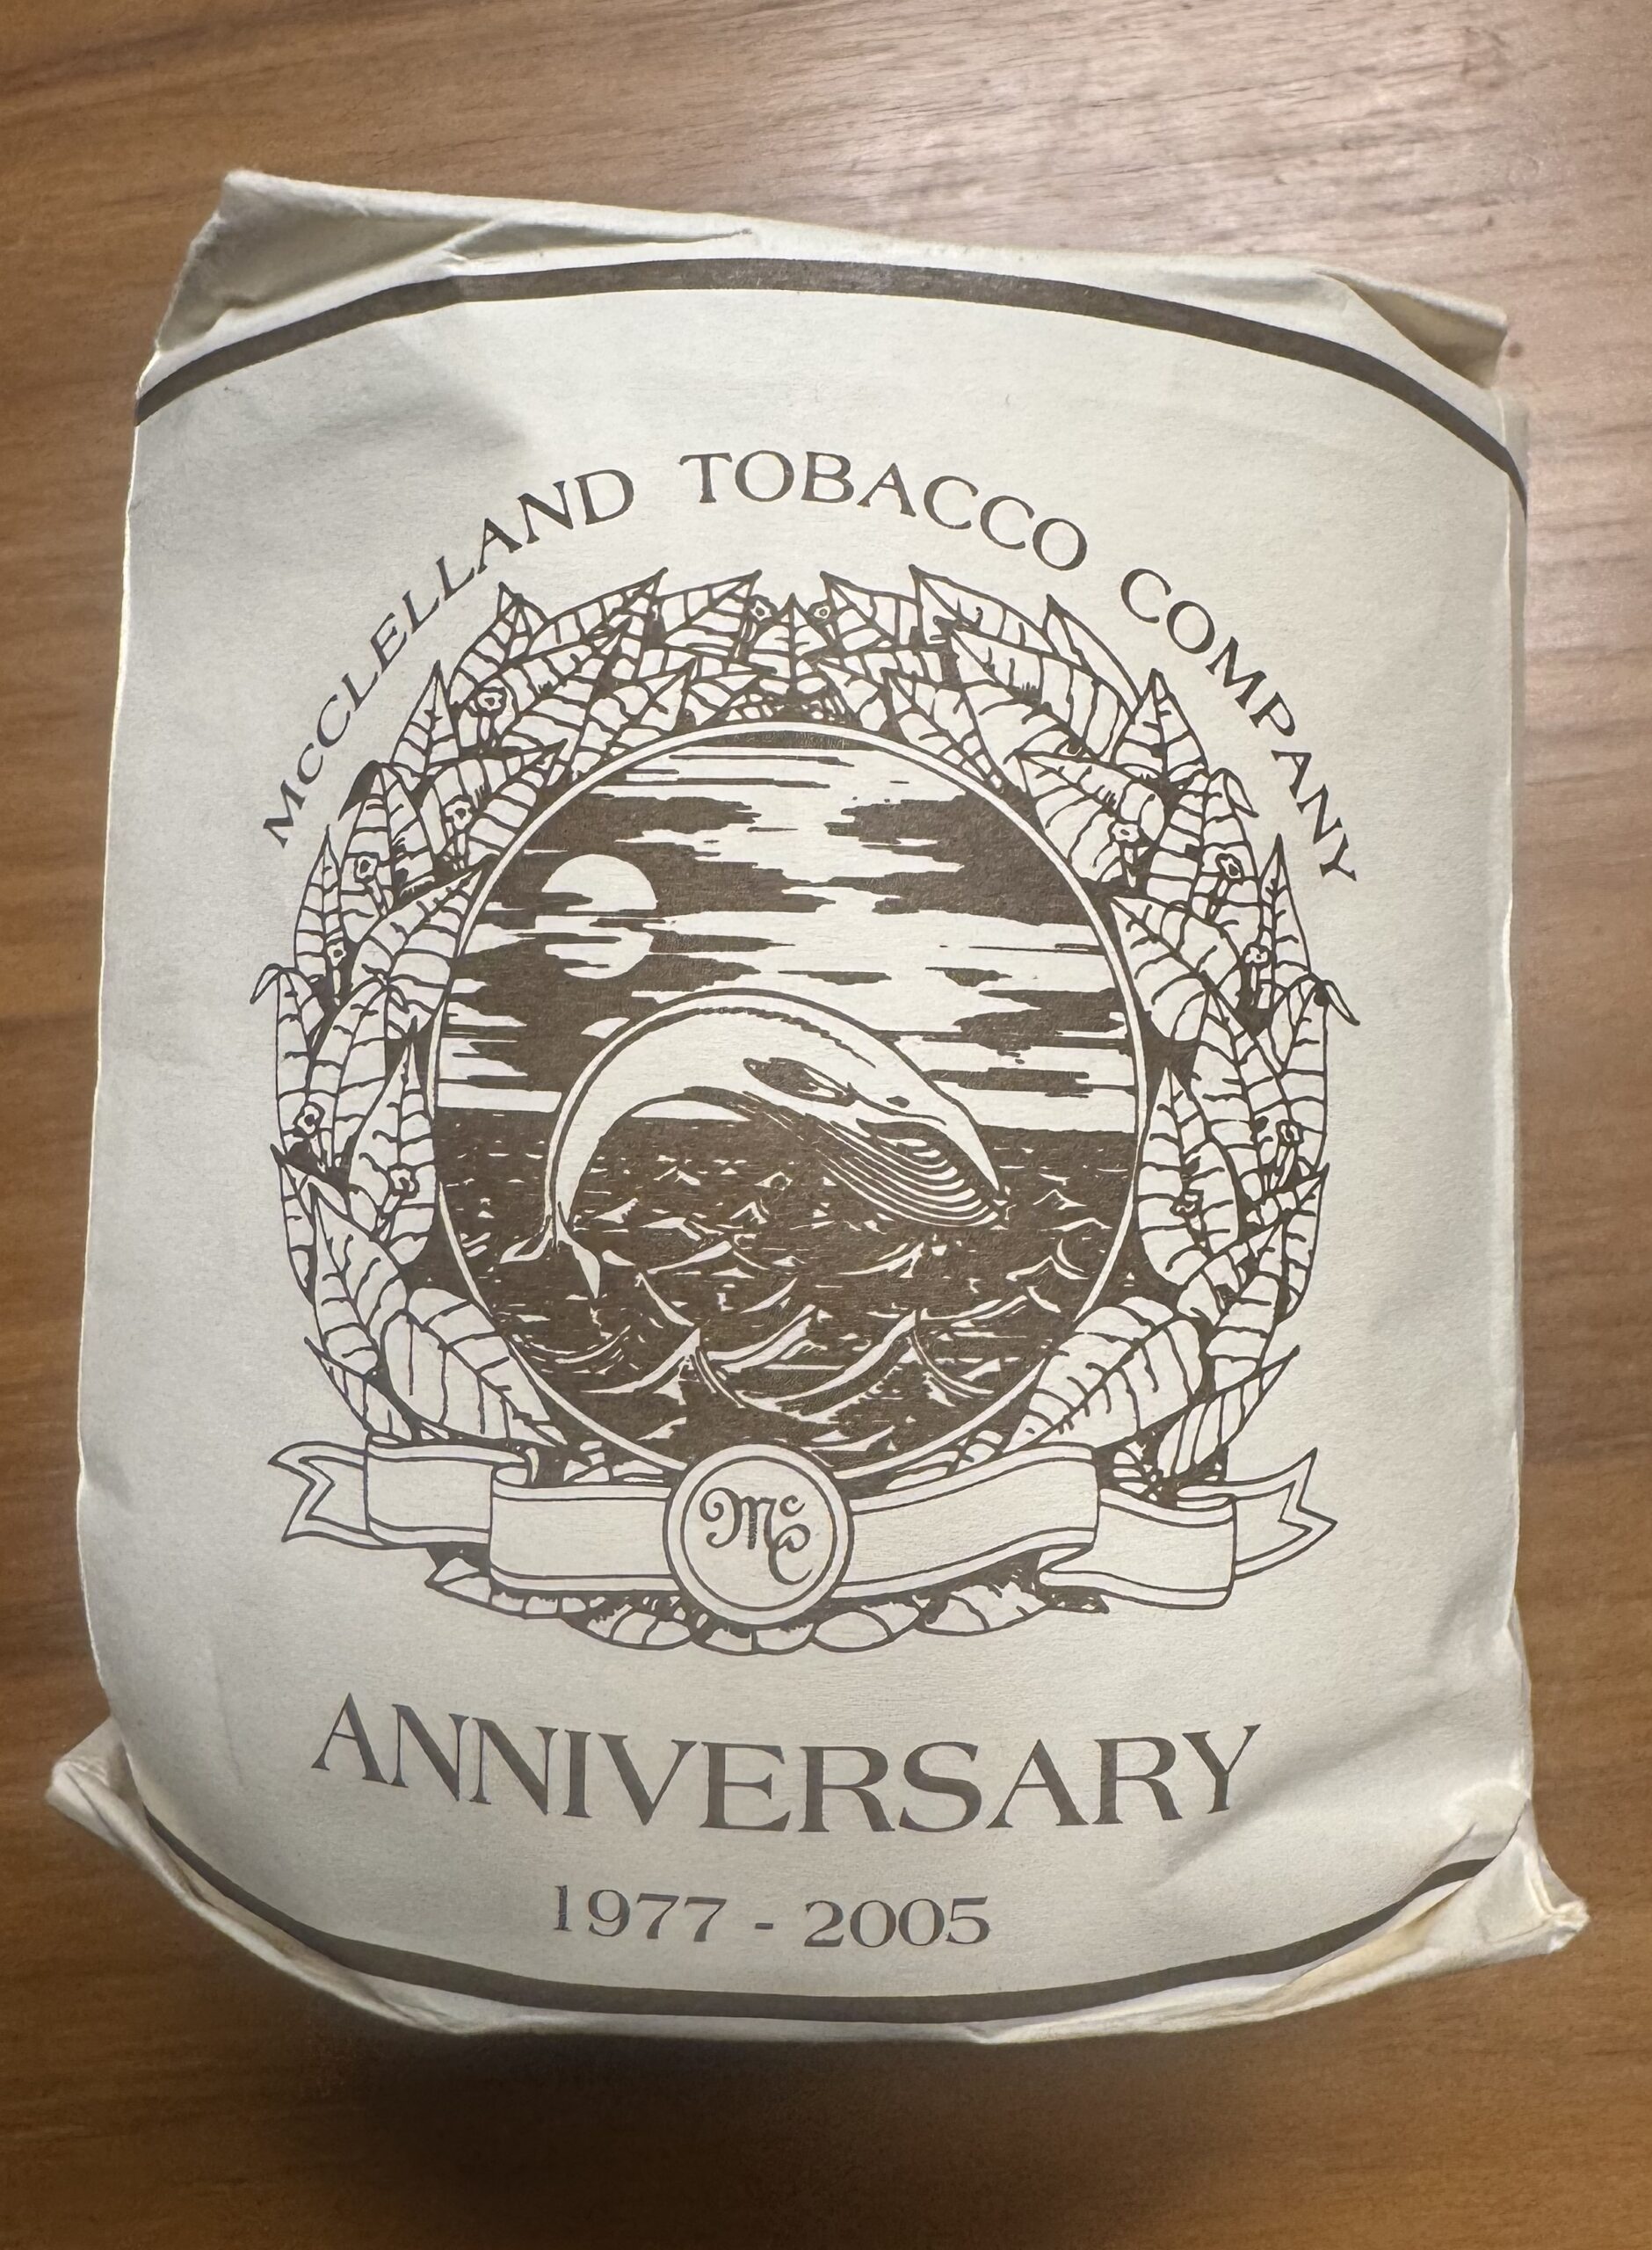 McCLELLAND TOBACCO COMPANY
Mc
ANNIVERSARY
1977 - 2005